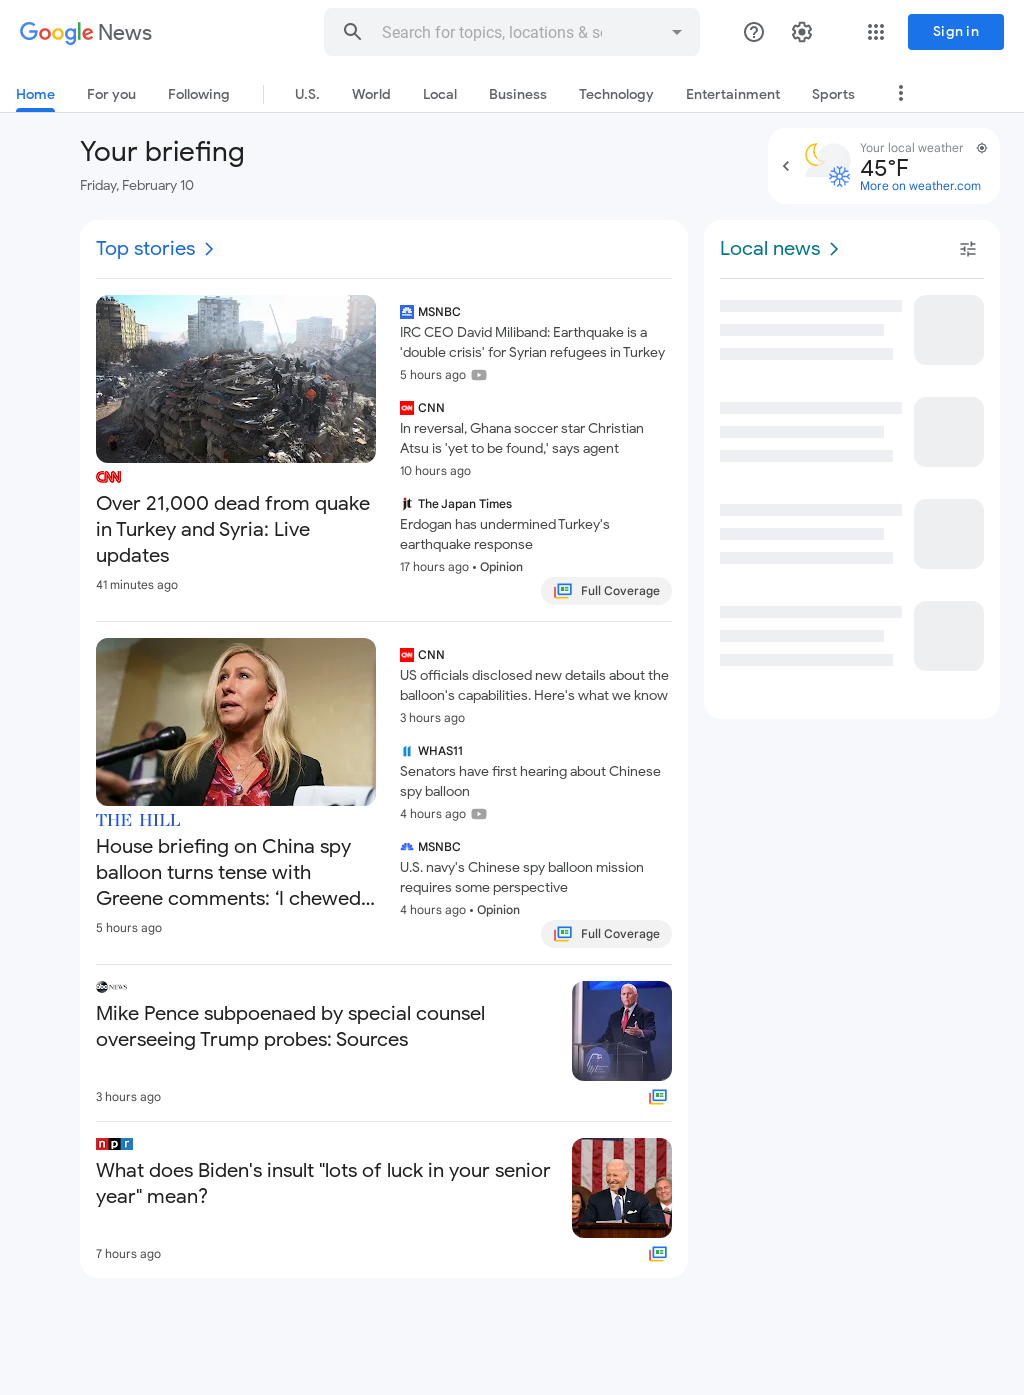 Google News
Search for topics, locations & s
Sign in
Home
For you
Following
U.S.
World
Local
Business
Technology
Entertainment
Sports
Your briefing
Friday, February 10
Your local weather
45°F
More on weather.com
Top stories
CNN
Over 21,000 dead from quake
in Turkey and Syria: Live
updates
41 minutes ago
MSNBC
IRC CEO David Miliband: Earthquake is a
'double crisis' for Syrian refugees in Turkey
5 hours ago
CNN
In reversal, Ghana soccer star Christian
Atsu is 'yet to be found,' says agent
10 hours ago
jt The Japan Times
Erdogan has undermined Turkey's
earthquake response
17 hours ago • Opinion
Full Coverage
THE HILL
House briefing on China spy
balloon turns tense with
Greene comments: ‘I chewed...
5 hours ago
CNN CNN
US officials disclosed new details about the
balloon's capabilities. Here's what we know
3 hours ago
WHAS11
Senators have first hearing about Chinese
spy balloon
4 hours ago
MSNBC
U.S. navy's Chinese spy balloon mission
requires some perspective
4 hours ago • Opinion
Full Coverage
abc NEWS
Mike Pence subpoenaed by special counsel
overseeing Trump probes: Sources
3 hours ago
npr
What does Biden's insult "lots of luck in your senior
year" mean?
7 hours ago
Local news